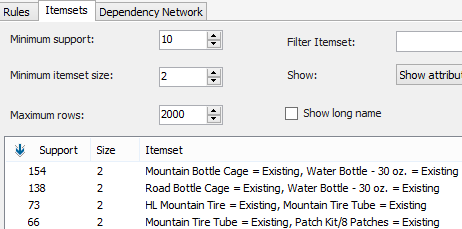 Rules Itemsets Dependency Network
Minimum support: 10 Filter Itemset:
Minimum itemset size: 2 Show: Show attribut
Maximum rows: 2000 Show long name
Support Size Itemset
154 2 Mountain Bottle Cage = Existing, Water Bottle - 30 oz. = Existing
138 2 Road Bottle Cage = Existing, Water Bottle - 30 oz. = Existing
73 2 HL Mountain Tire = Existing, Mountain Tire Tube = Existing
66 2 Mountain Tire Tube = Existing, Patch Kit/8 Patches = Existing